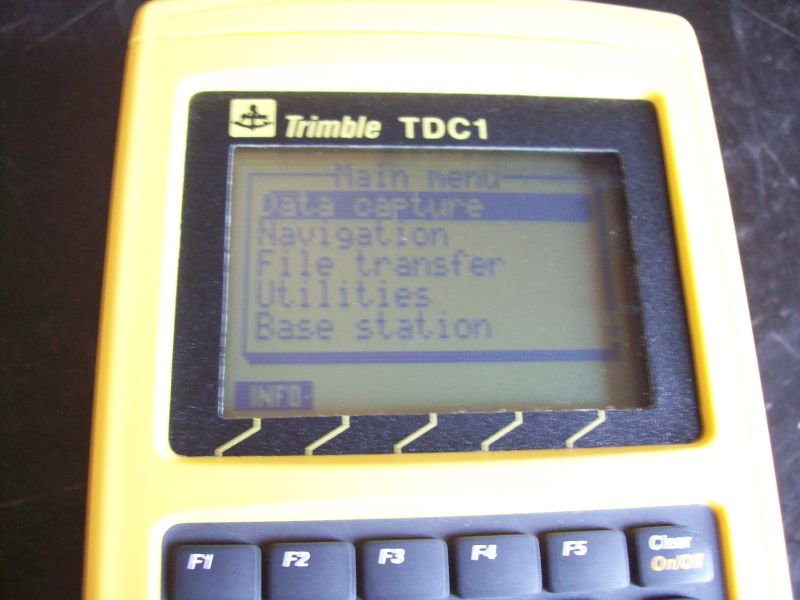 Trimble TDC1
Main menu
Data capture
Navigation
File transfer
Utilities
Base station
INFO
F1 F2 F3 F4 F5 Clear
On/Off